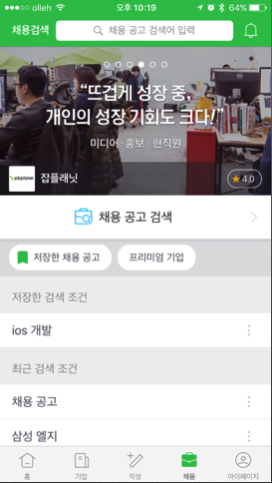 olleh 오후 10:19 64%
채용검색 채용 공고 검색어 입력
“뜨겁게 성장 중,
개인의 성장 기회도 크다!”
미디어·홍보 | 현직원
jobplanet 잡플래닛 4.0
채용 공고 검색
저장한 채용 공고 프리미엄 기업
저장한 검색 조건
ios 개발
최근 검색 조건
채용 공고
삼성 엘지
홈 기업 작성 채용 마이페이지